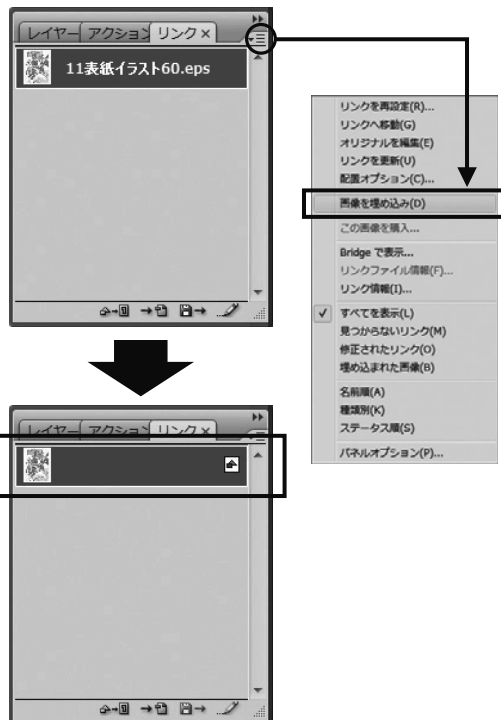 レイヤー アクション リンク ×
11表紙イラスト60.eps
リンクを再設定(R)...
リンクへ移動(G)
オリジナルを編集(E)
リンクを更新(U)
配置オプション(C)...
画像を埋め込み(D)
この画像を購入...
Bridge で表示...
リンクファイル情報(F)...
リンク情報(I)...
✓ すべてを表示(L)
見つからないリンク(M)
修正されたリンク(O)
埋め込まれた画像(B)
名前順(A)
種類別(K)
ステータス順(S)
パネルオプション(P)...
レイヤー アクション リンク ×